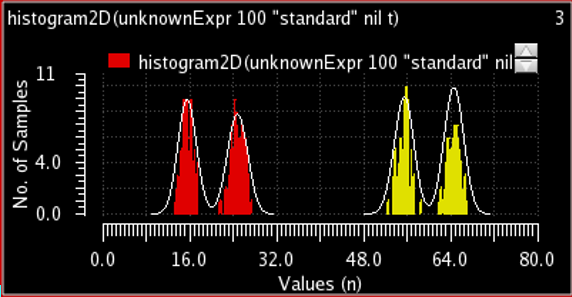 histogram2D(unknownExpr 100 "standard" nil t) 3
histogram2D(unknownExpr 100 "standard" nil
11
4.0
0.0
No. of Samples
0.0 16.0 32.0 48.0 64.0 80.0
Values (n)